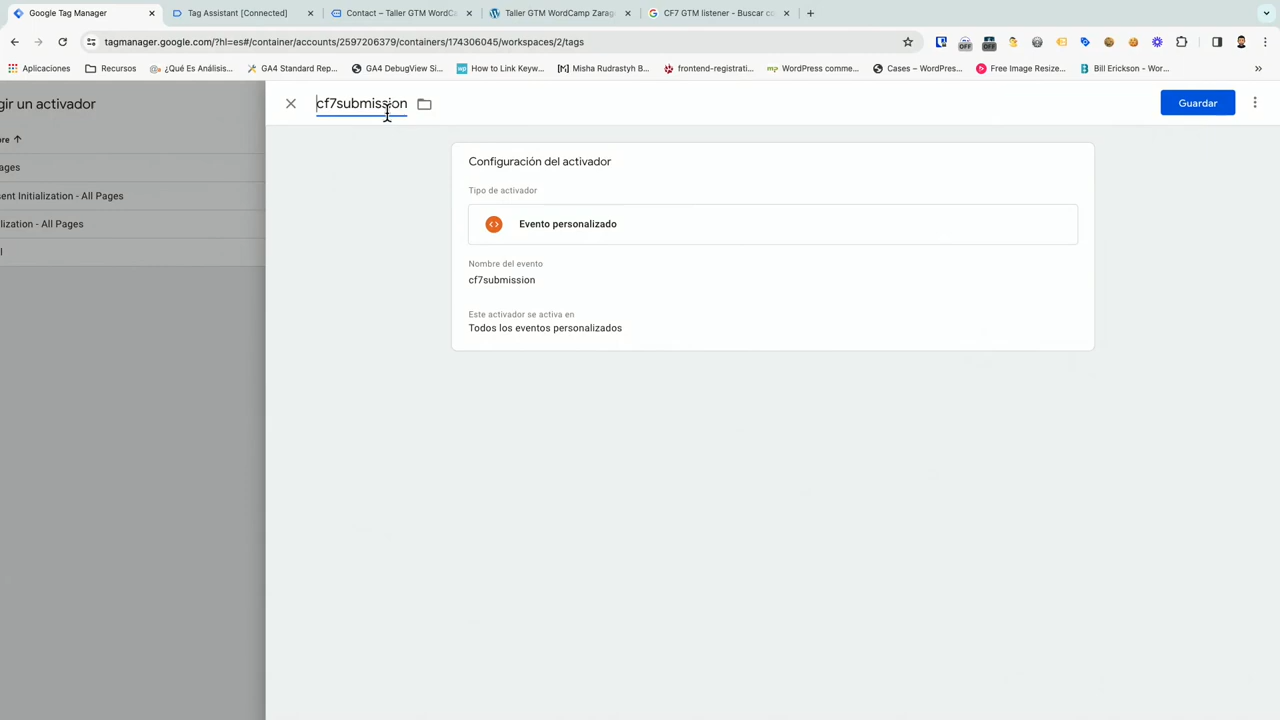 Google Tag Manager
Tag Assistant [Connected]
Contact – Taller GTM WordCa
Taller GTM WordCamp Zarag
CF7 GTM listener - Buscar co
tagmanager.google.com/?hl=es#/container/accounts/2597206379/containers/174306045/workspaces/2/tags
OFF
OFF
Aplicaciones
Recursos
¿Qué Es Análisis...
GA4 Standard Rep...
GA4 DebugView Si...
How to Link Keyw...
Misha Rudrastyh B...
frontend-registrati...
WordPress comme...
Cases – WordPres...
Free Image Resize...
Bill Erickson - Wor...
gir un activador
cf7submission
Guardar
bre
ages
ent Initialization - All Pages
lization - All Pages
l
Configuración del activador
Tipo de activador
Evento personalizado
Nombre del evento
cf7submission
Este activador se activa en
Todos los eventos personalizados